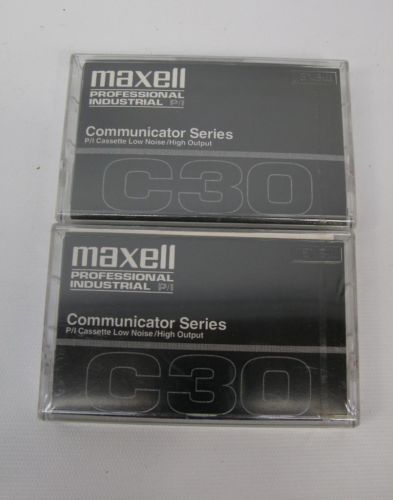 maxell
PROFESSIONAL
INDUSTRIAL P/I
Communicator Series
P/I Cassette Low Noise/High Output
C30
maxell
PROFESSIONAL
INDUSTRIAL P/I
Communicator Series
P/I Cassette Low Noise/High Output
C30